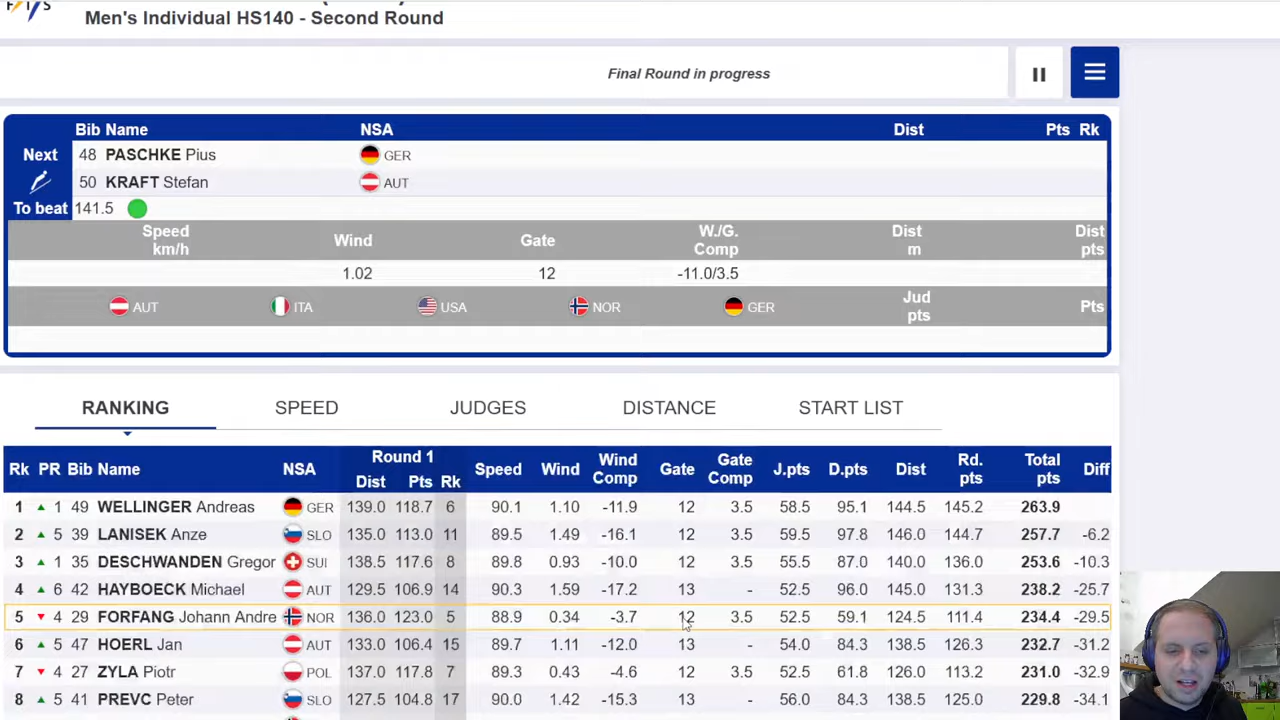 FIS
Men's Individual HS140 - Second Round
Final Round in progress
Bib Name NSA Dist Pts Rk
Next 48 PASCHKE Pius GER
50 KRAFT Stefan AUT
To beat 141.5
Speed km/h Wind Gate W./G. Comp Dist m Dist pts
1.02 12 -11.0/3.5
AUT ITA USA NOR GER Jud pts Pts
RANKING SPEED JUDGES DISTANCE START LIST
Rk PR Bib Name NSA Round 1 Dist Pts Rk Speed Wind Wind Comp Gate Gate Comp J.pts D.pts Dist Rd. pts Total pts Diff
1 1 49 WELLINGER Andreas GER 139.0 118.7 6 90.1 1.10 -11.9 12 3.5 58.5 95.1 144.5 145.2 263.9
2 5 39 LANISEK Anze SLO 135.0 113.0 11 89.5 1.49 -16.1 12 3.5 59.5 97.8 146.0 144.7 257.7 -6.2
3 1 35 DESCHWANDEN Gregor SUI 138.5 117.6 8 89.8 0.93 -10.0 12 3.5 55.5 87.0 140.0 136.0 253.6 -10.3
4 6 42 HAYBOECK Michael AUT 129.5 106.9 14 90.3 1.59 -17.2 13 - 52.5 96.0 145.0 131.3 238.2 -25.7
5 4 29 FORFANG Johann Andre NOR 136.0 123.0 5 88.9 0.34 -3.7 12 3.5 52.5 59.1 124.5 111.4 234.4 -29.5
6 5 47 HOERL Jan AUT 133.0 106.4 15 89.7 1.11 -12.0 13 - 54.0 84.3 138.5 126.3 232.7 -31.2
7 4 27 ZYLA Piotr POL 137.0 117.8 7 89.3 0.43 -4.6 12 3.5 52.5 61.8 126.0 113.2 231.0 -32.9
8 5 41 PREVC Peter SLO 127.5 104.8 17 90.0 1.42 -15.3 13 - 56.0 84.3 138.5 125.0 229.8 -34.1